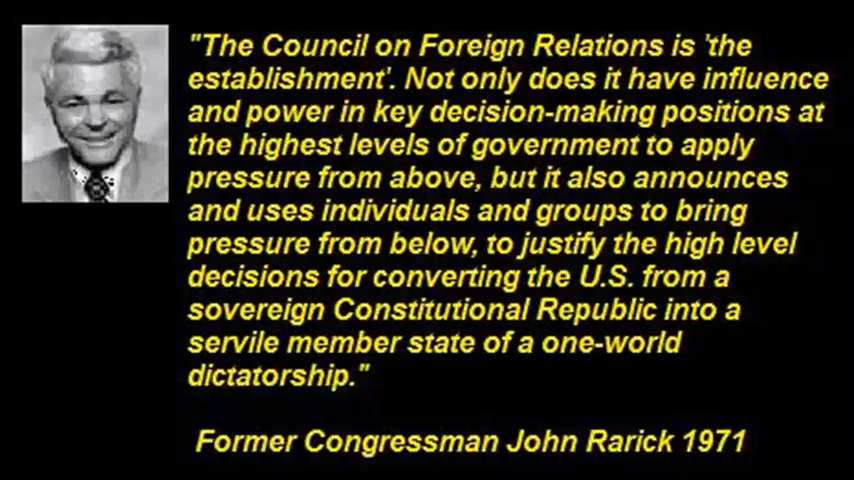 "The Council on Foreign Relations is 'the
establishment'. Not only does it have influence
and power in key decision-making positions at
the highest levels of government to apply
pressure from above, but it also announces
and uses individuals and groups to bring
pressure from below, to justify the high level
decisions for converting the U.S. from a
sovereign Constitutional Republic into a
servile member state of a one-world
dictatorship."
Former Congressman John Rarick 1971